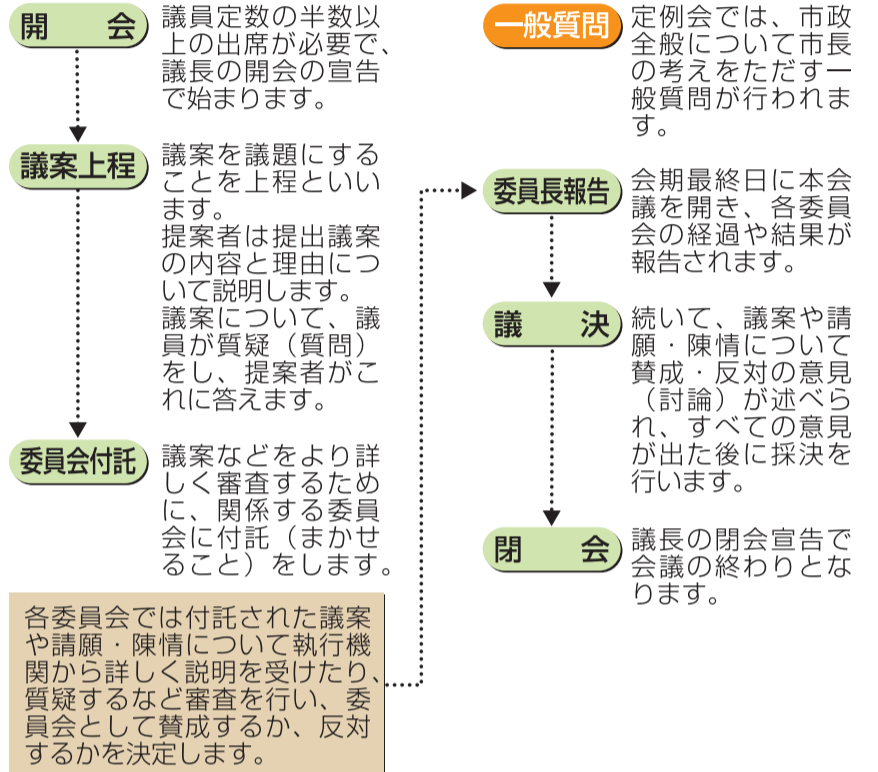 開会
議員定数の半数以
上の出席が必要で、
議長の開会の宣告
で始まります。
議案上程
議案を議題にする
ことを上程といい
ます。
提案者は提出議案
の内容と理由につ
いて説明します。
議案について、議
員が質疑（質問）
をし、提案者がこ
れに答えます。
委員会付託
議案などをより詳
しく審査するため
に、関係する委員
会に付託（まかせ
ること）をします。
各委員会では付託された議案
や請願・陳情について執行機
関から詳しく説明を受けたり、
質疑するなど審査を行い、委
員会として賛成するか、反対
するかを決定します。
一般質問
定例会では、市政
全般について市長
の考えをただす一
般質問が行われま
す。
委員長報告
会期最終日に本会
議を開き、各委員
会の経過や結果が
報告されます。
議決
続いて、議案や請
願・陳情について
賛成・反対の意見
（討論）が述べら
れ、すべての意見
が出た後に採決を
行います。
閉会
議長の閉会宣告で
会議の終わりとな
ります。